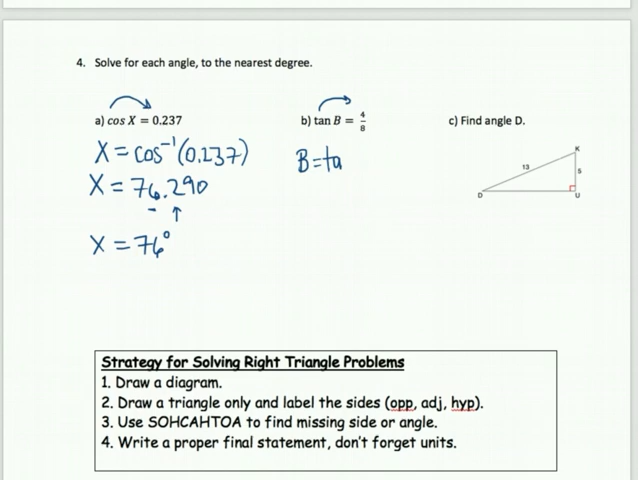 4. Solve for each angle, to the nearest degree.
a) cos X = 0.237
b) tan B = 4/8
c) Find angle D.
X = cos⁻¹(0.237)
B = ta
X = 76.290
X = 76°
K
13
5
D
U
Strategy for Solving Right Triangle Problems
1. Draw a diagram.
2. Draw a triangle only and label the sides (opp, adj, hyp).
3. Use SOHCAHTOA to find missing side or angle.
4. Write a proper final statement, don't forget units.